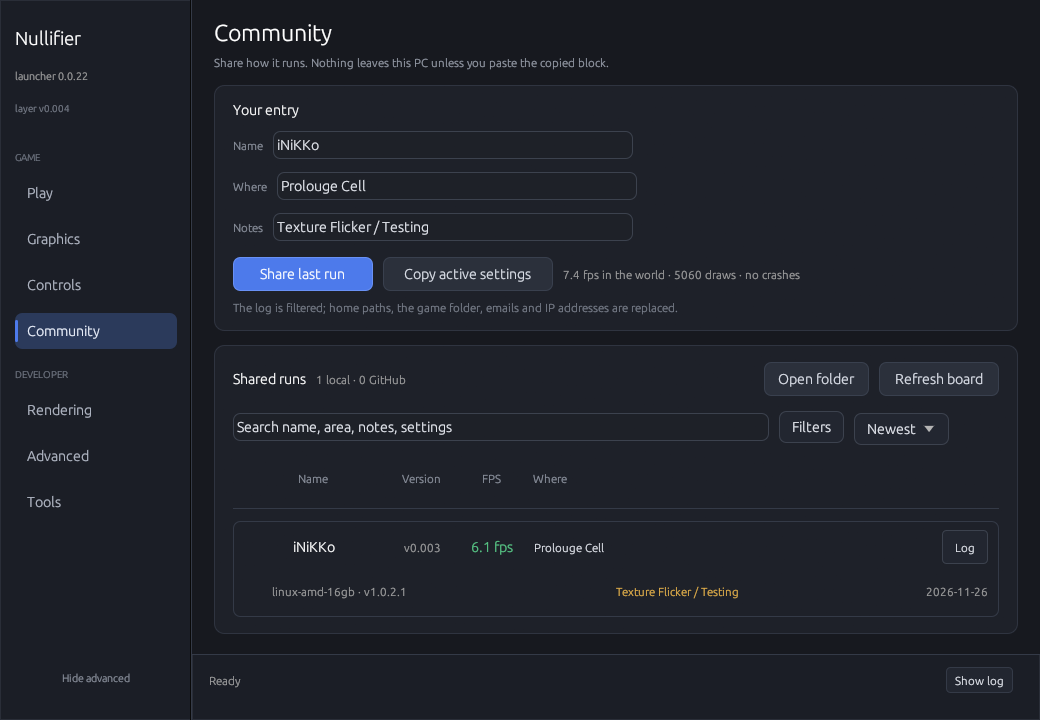 Nullifier
launcher 0.0.22
layer v0.004
GAME
Play
Graphics
Controls
Community
DEVELOPER
Rendering
Advanced
Tools
Hide advanced
Community
Share how it runs. Nothing leaves this PC unless you paste the copied block.
Your entry
Name iNiKKo
Where Prolouge Cell
Notes Texture Flicker / Testing
Share last run Copy active settings 7.4 fps in the world · 5060 draws · no crashes
The log is filtered; home paths, the game folder, emails and IP addresses are replaced.
Shared runs 1 local · 0 GitHub Open folder Refresh board
Search name, area, notes, settings Filters Newest
Name Version FPS Where
iNiKKo v0.003 6.1 fps Prolouge Cell Log
linux-amd-16gb · v1.0.2.1 Texture Flicker / Testing 2026-11-26
Ready Show log